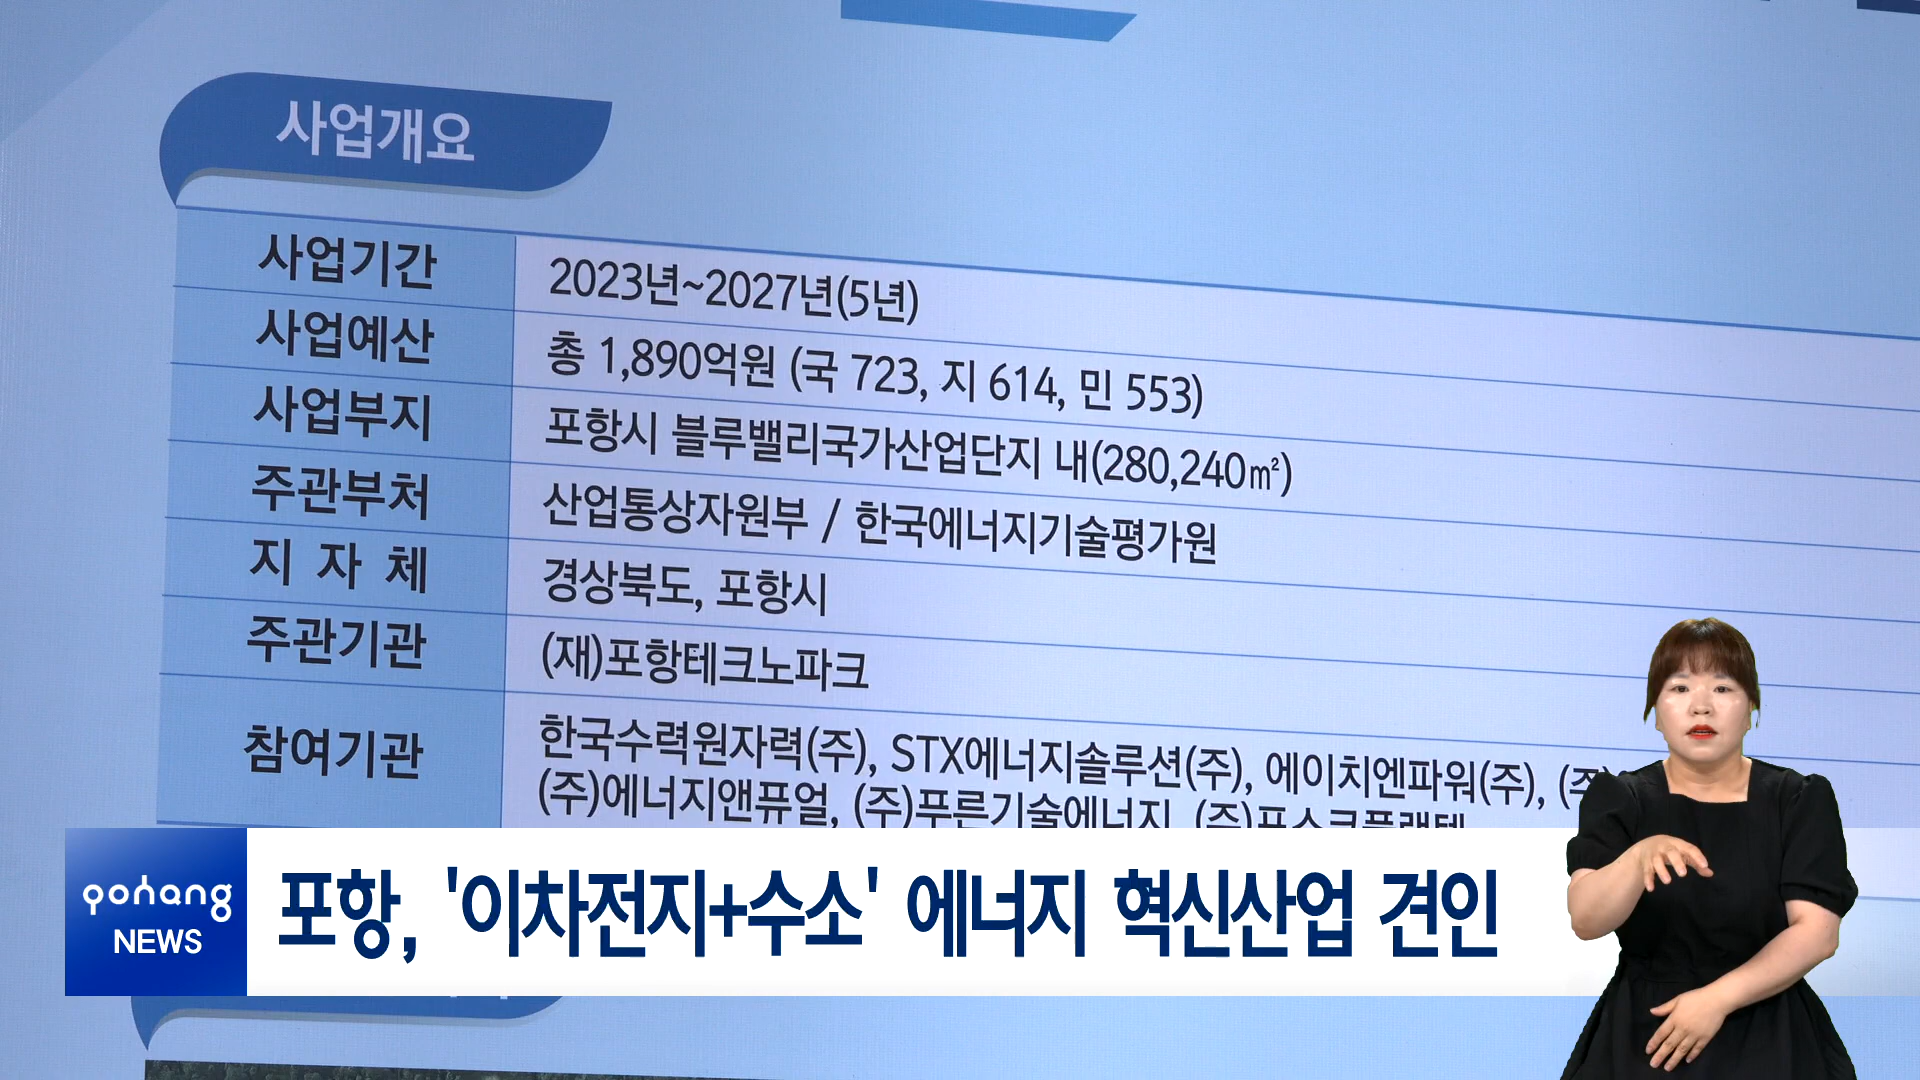 사업개요
사업기간 2023년~2027년(5년)
사업예산 총 1,890억원 (국 723, 지 614, 민 553)
사업부지 포항시 블루밸리국가산업단지 내(280,240㎡)
주관부처 산업통상자원부 / 한국에너지기술평가원
지 자 체 경상북도, 포항시
주관기관 (재)포항테크노파크
참여기관 한국수력원자력(주), STX에너지솔루션(주), 에이치엔파워(주), (주)
(주)에너지앤퓨얼, (주)푸른기술에너지, (주)포스코플랜텍
pohang
NEWS
포항, '이차전지+수소' 에너지 혁신산업 견인